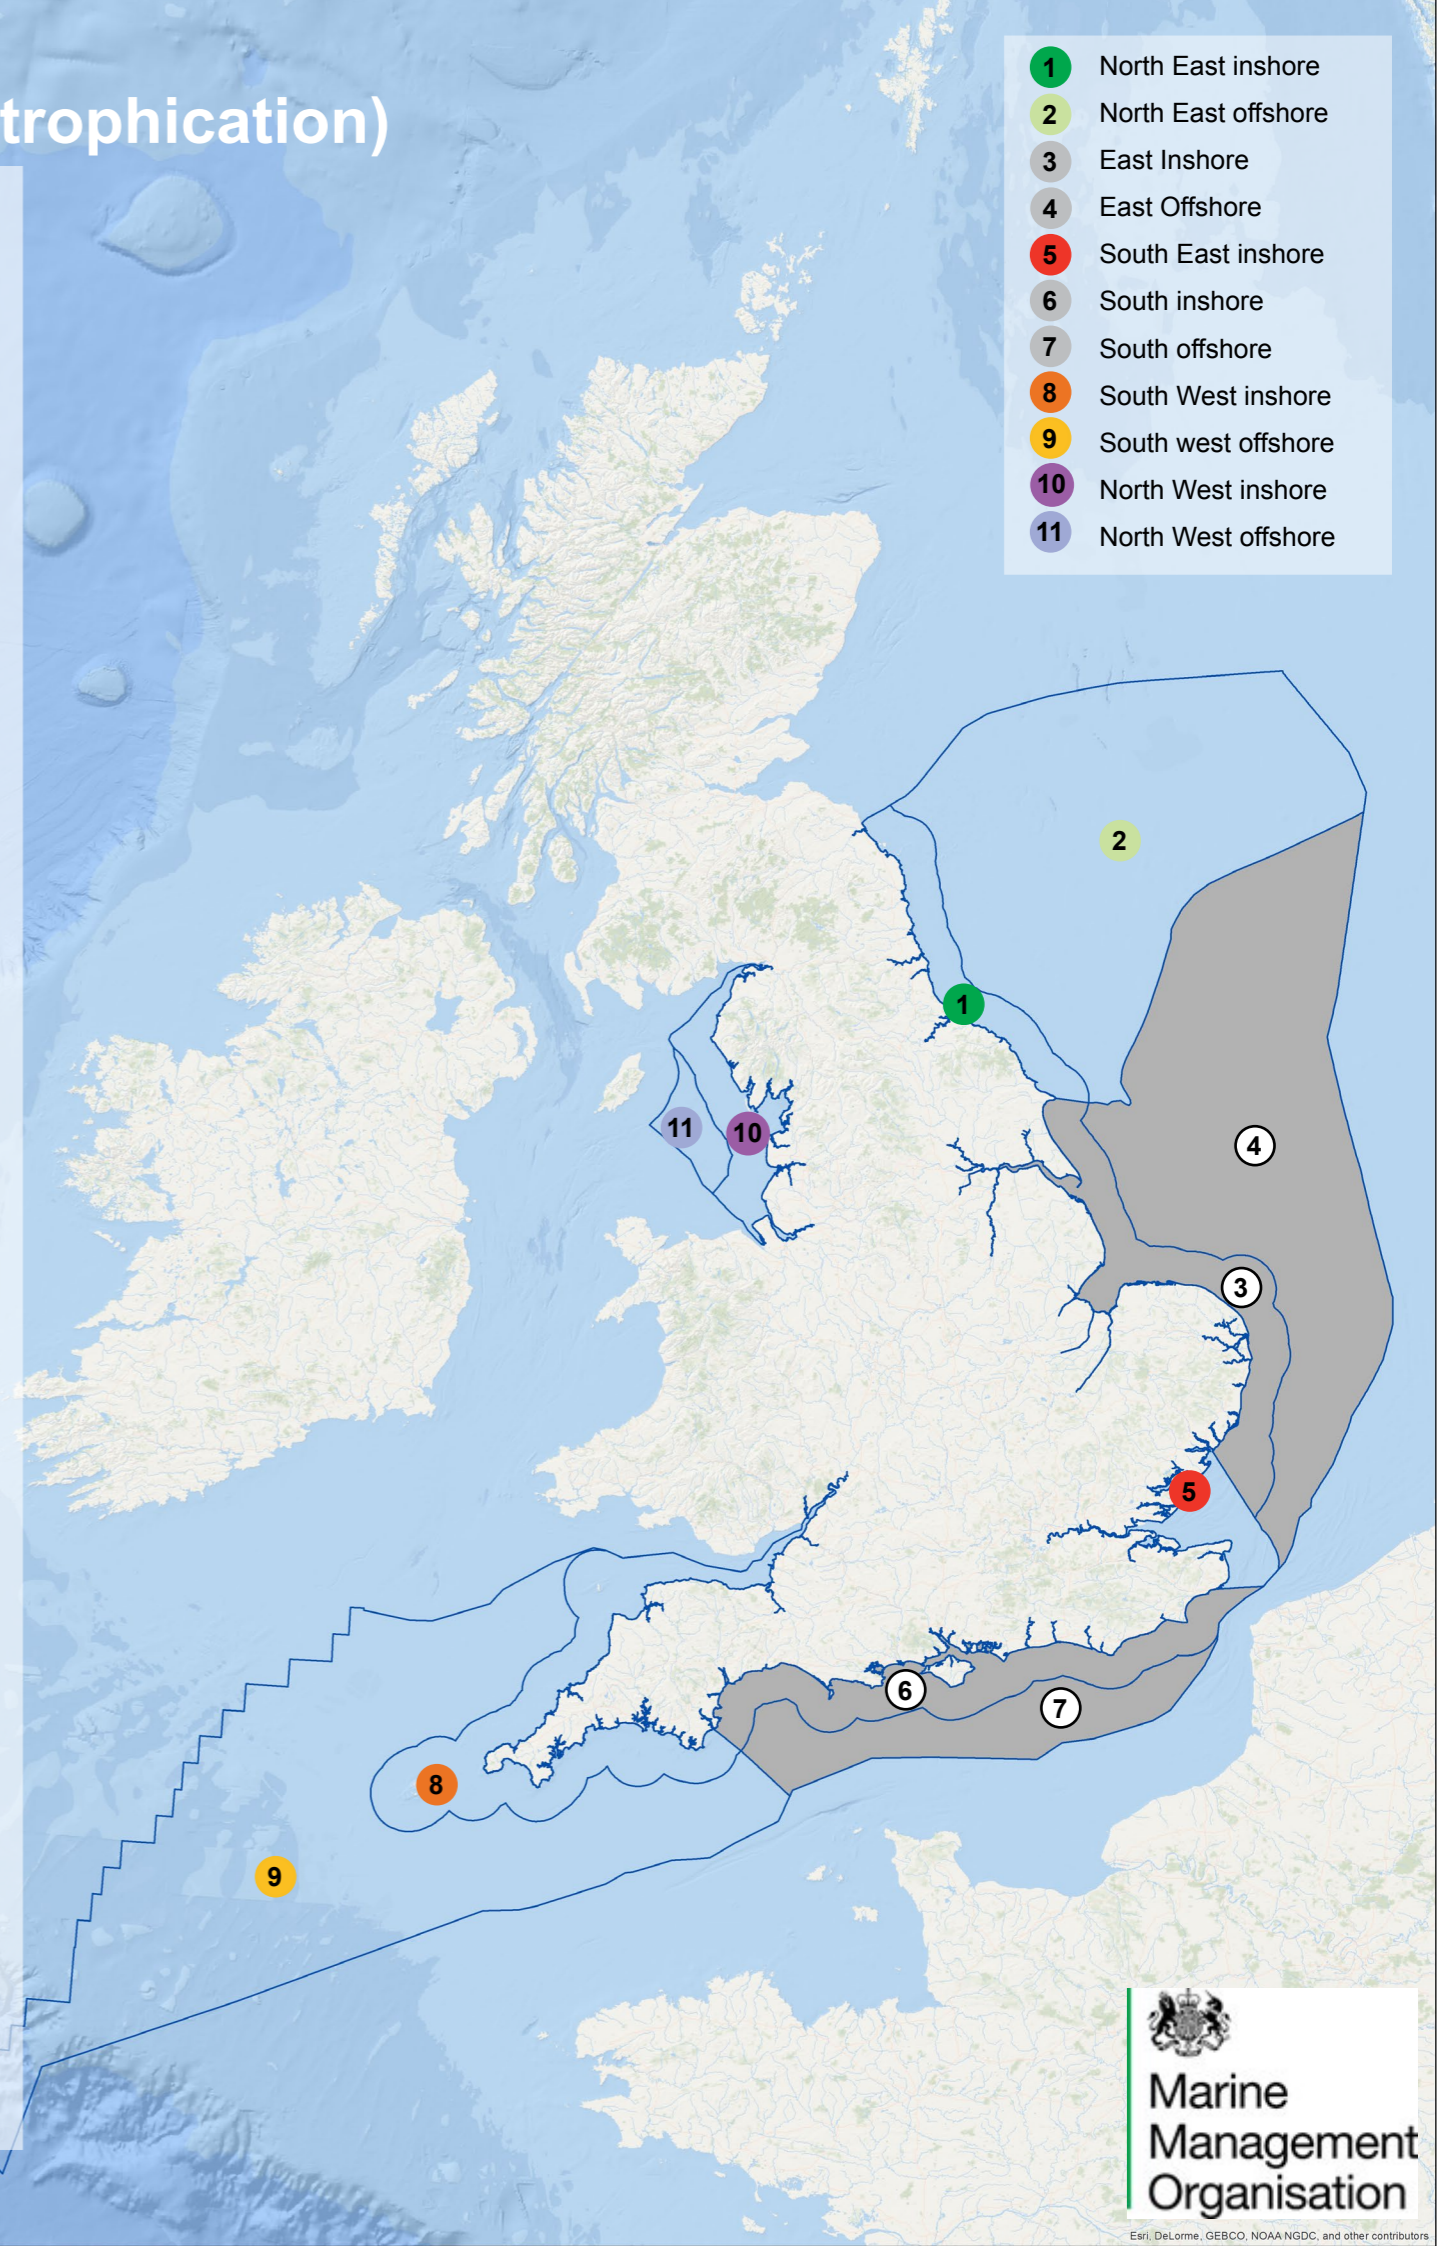 trophication)
1 North East inshore
2 North East offshore
3 East Inshore
4 East Offshore
5 South East inshore
6 South inshore
7 South offshore
8 South West inshore
9 South west offshore
10 North West inshore
11 North West offshore
2
1
11
10
4
3
5
6
7
8
9
Marine
Management
Organisation
Esri, DeLorme, GEBCO, NOAA NGDC, and other contributors